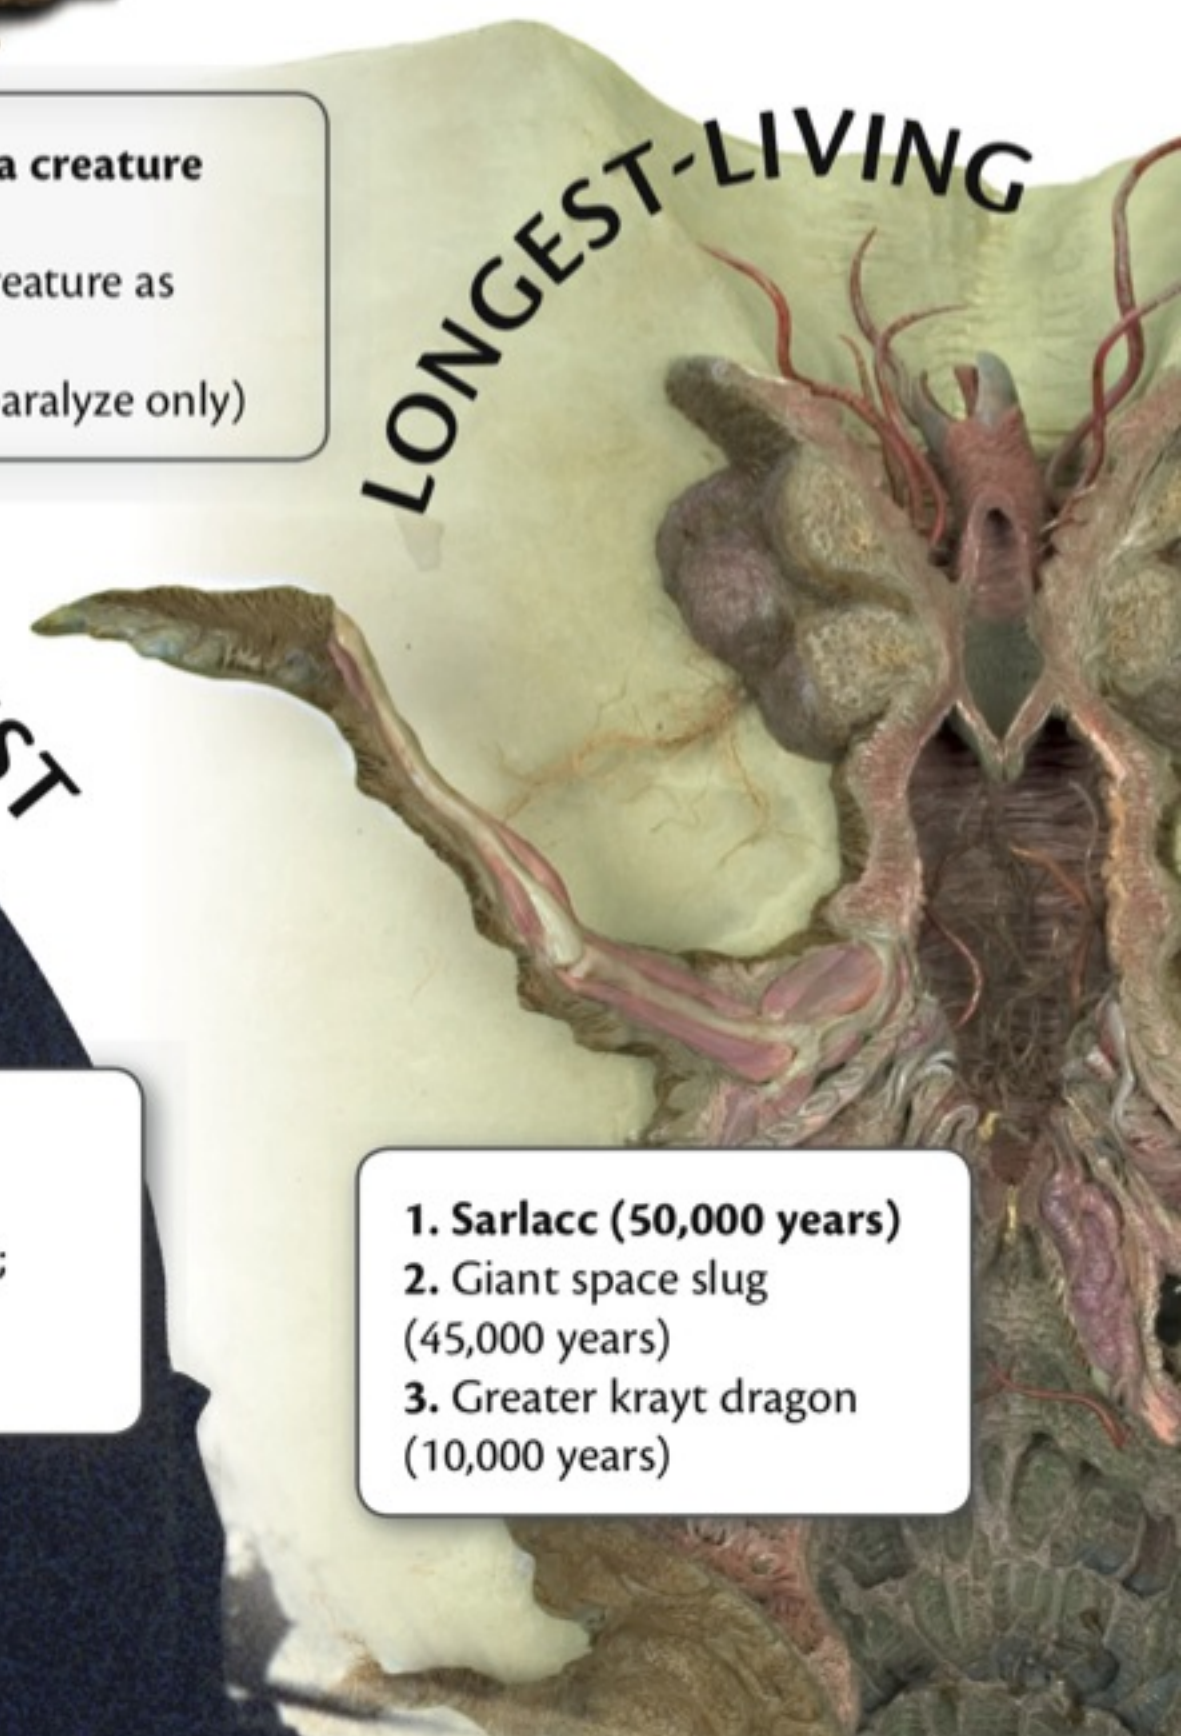 a creature
as
aralyze only)
LONGEST-LIVING
ST
1. Sarlacc (50,000 years)
2. Giant space slug
(45,000 years)
3. Greater krayt dragon
(10,000 years)